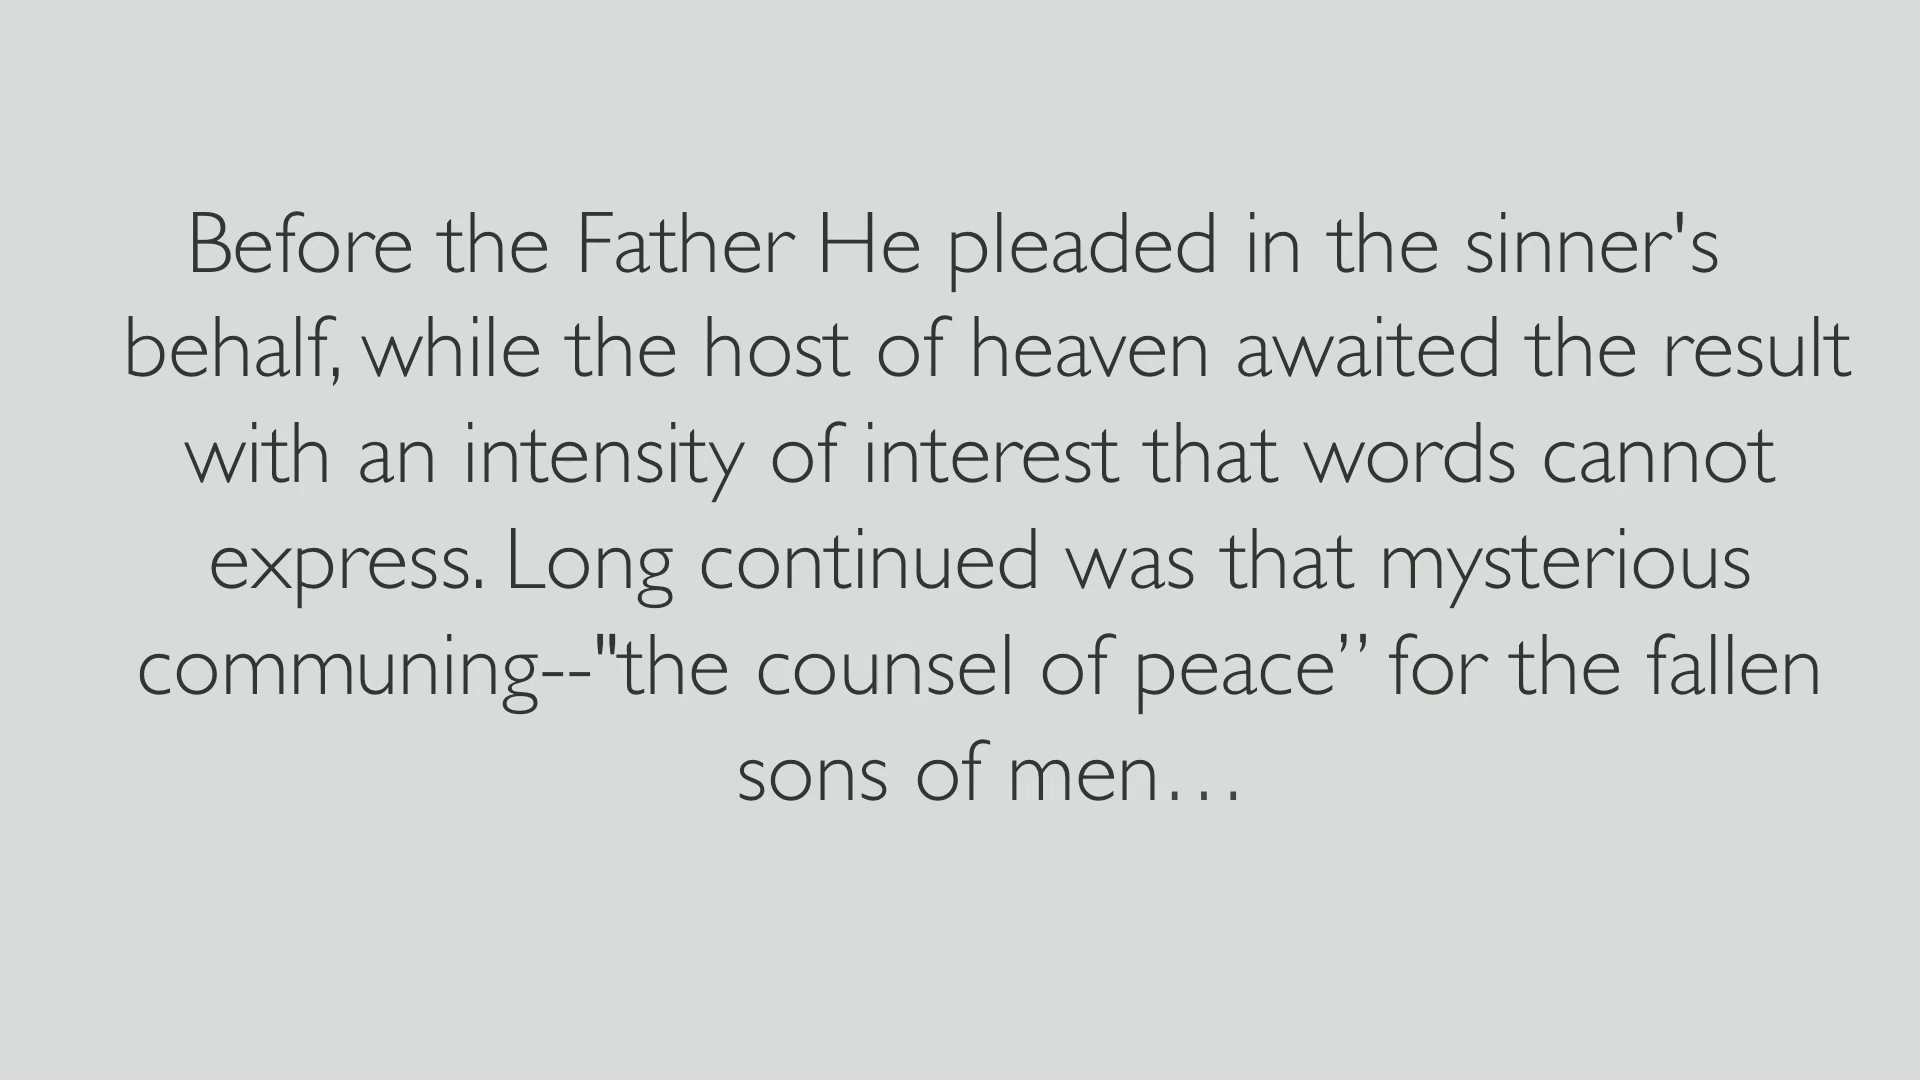 Before the Father He pleaded in the sinner's
behalf, while the host of heaven awaited the result
with an intensity of interest that words cannot
express. Long continued was that mysterious
communing--"the counsel of peace” for the fallen
sons of men…